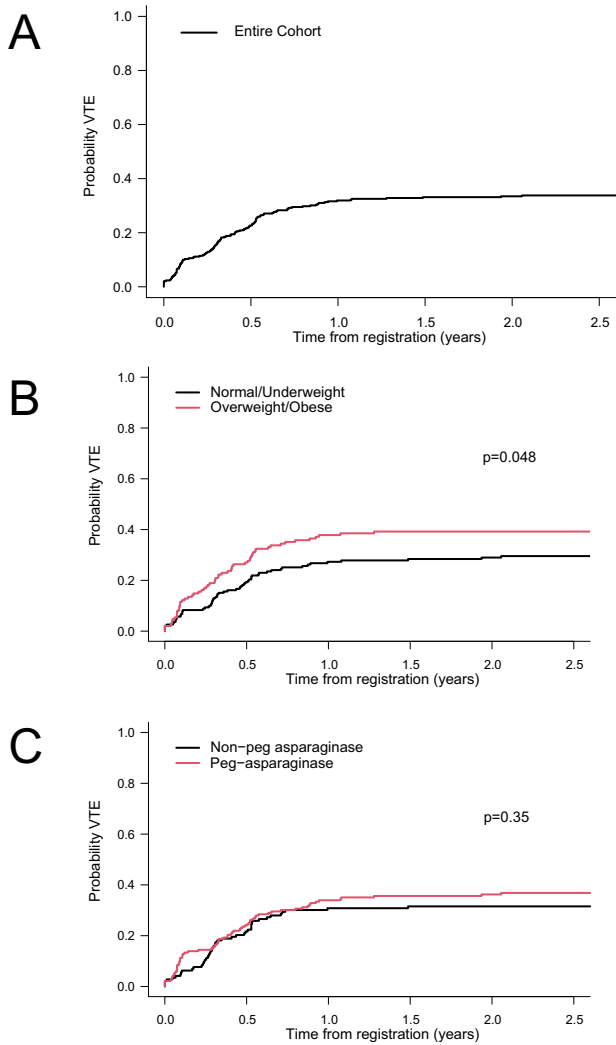 A
Entire Cohort
1.0
0.8
0.6
0.4
0.2
0.0
Probability VTE
0.0 0.5 1.0 1.5 2.0 2.5
Time from registration (years)
B
Normal/Underweight
Overweight/Obese
p=0.048
1.0
0.8
0.6
0.4
0.2
0.0
Probability VTE
0.0 0.5 1.0 1.5 2.0 2.5
Time from registration (years)
C
Non−peg asparaginase
Peg−asparaginase
p=0.35
1.0
0.8
0.6
0.4
0.2
0.0
Probability VTE
0.0 0.5 1.0 1.5 2.0 2.5
Time from registration (years)